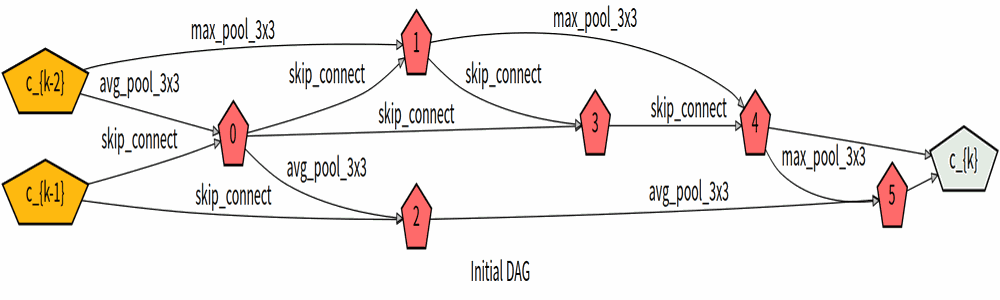 max_pool_3x3
max_pool_3x3
1
c_{k-2}
avg_pool_3x3
skip_connect
skip_connect
skip_connect
skip_connect
0
skip_connect
3
4
c_{k}
avg_pool_3x3
max_pool_3x3
c_{k-1}
skip_connect
2
avg_pool_3x3
5
Initial DAG